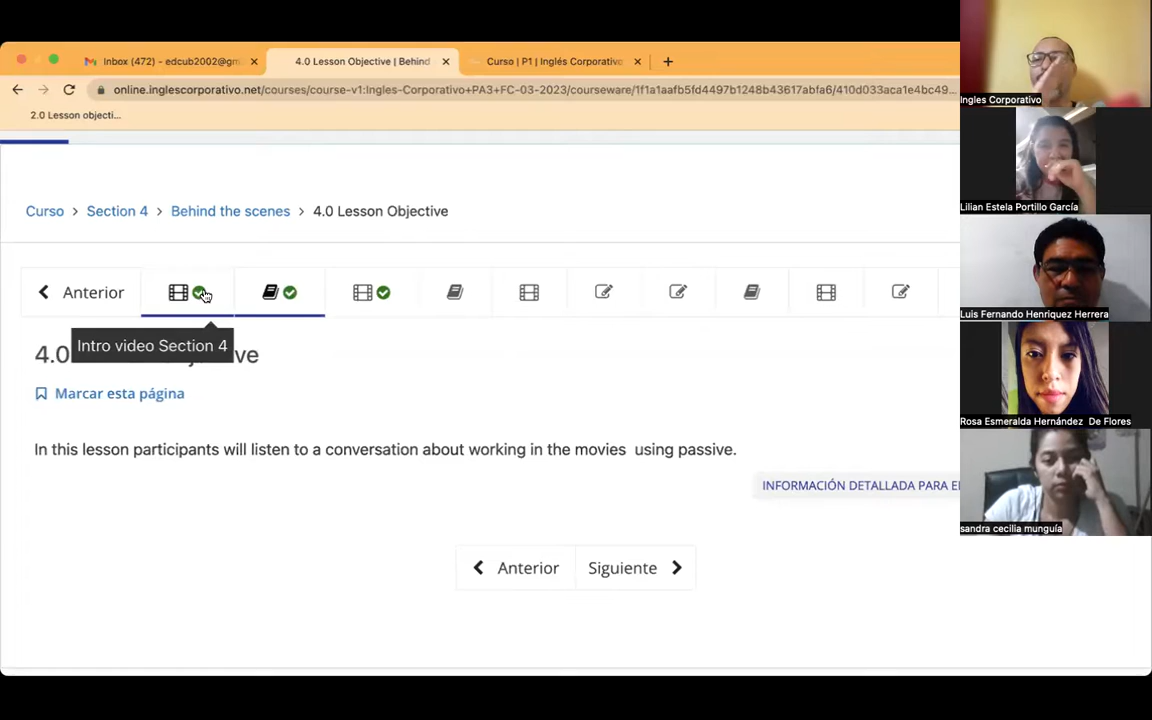 Inbox (472) - edcub2002@gm
4.0 Lesson Objective | Behind
Curso | P1 | Inglés Corporativo
online.inglescorporativo.net/courses/course-v1:Ingles-Corporativo+PA3+FC-03-2023/courseware/1f1a1aafb5fd4497b1248b43617abfa6/410d033aca1e4bc49...
2.0 Lesson objecti...
Curso > Section 4 > Behind the scenes > 4.0 Lesson Objective
Anterior
Intro video Section 4
4.0 ve
Marcar esta página
In this lesson participants will listen to a conversation about working in the movies using passive.
INFORMACIÓN DETALLADA PARA E
Anterior Siguiente
Ingles Corporativo
Lilian Estela Portillo García
Luis Fernando Henriquez Herrera
Rosa Esmeralda Hernández De Flores
sandra cecilia munguía